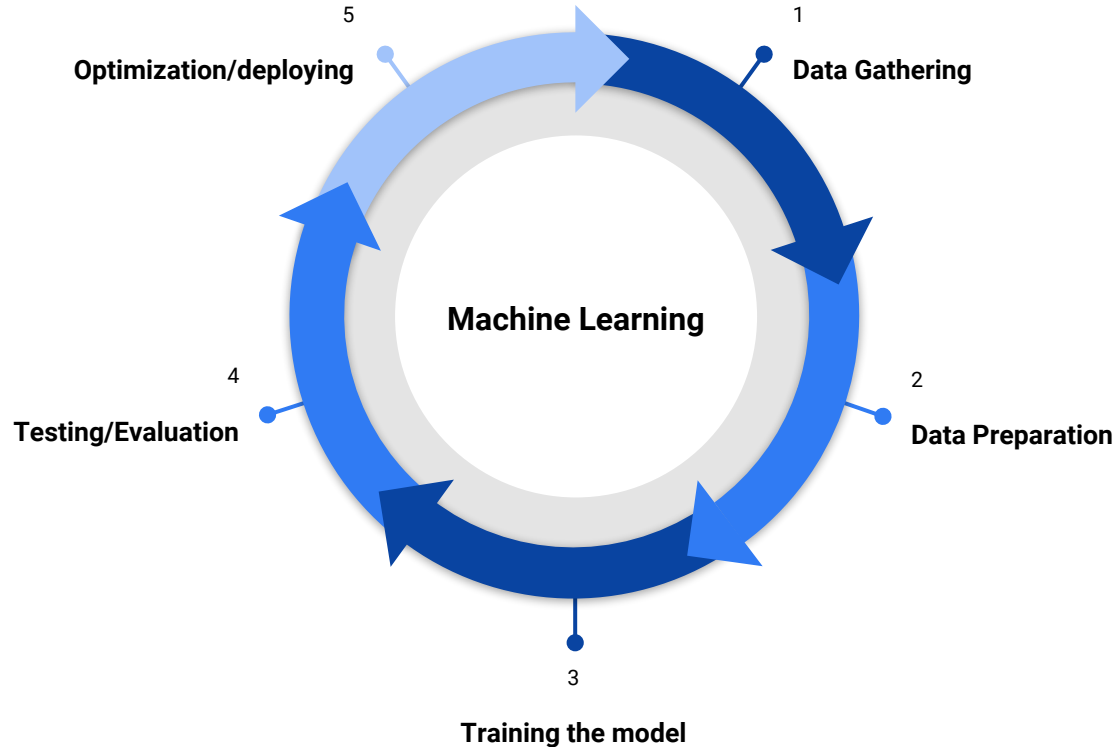 5
1
Optimization/deploying
Data Gathering
Machine Learning
4
2
Testing/Evaluation
Data Preparation
3
Training the model